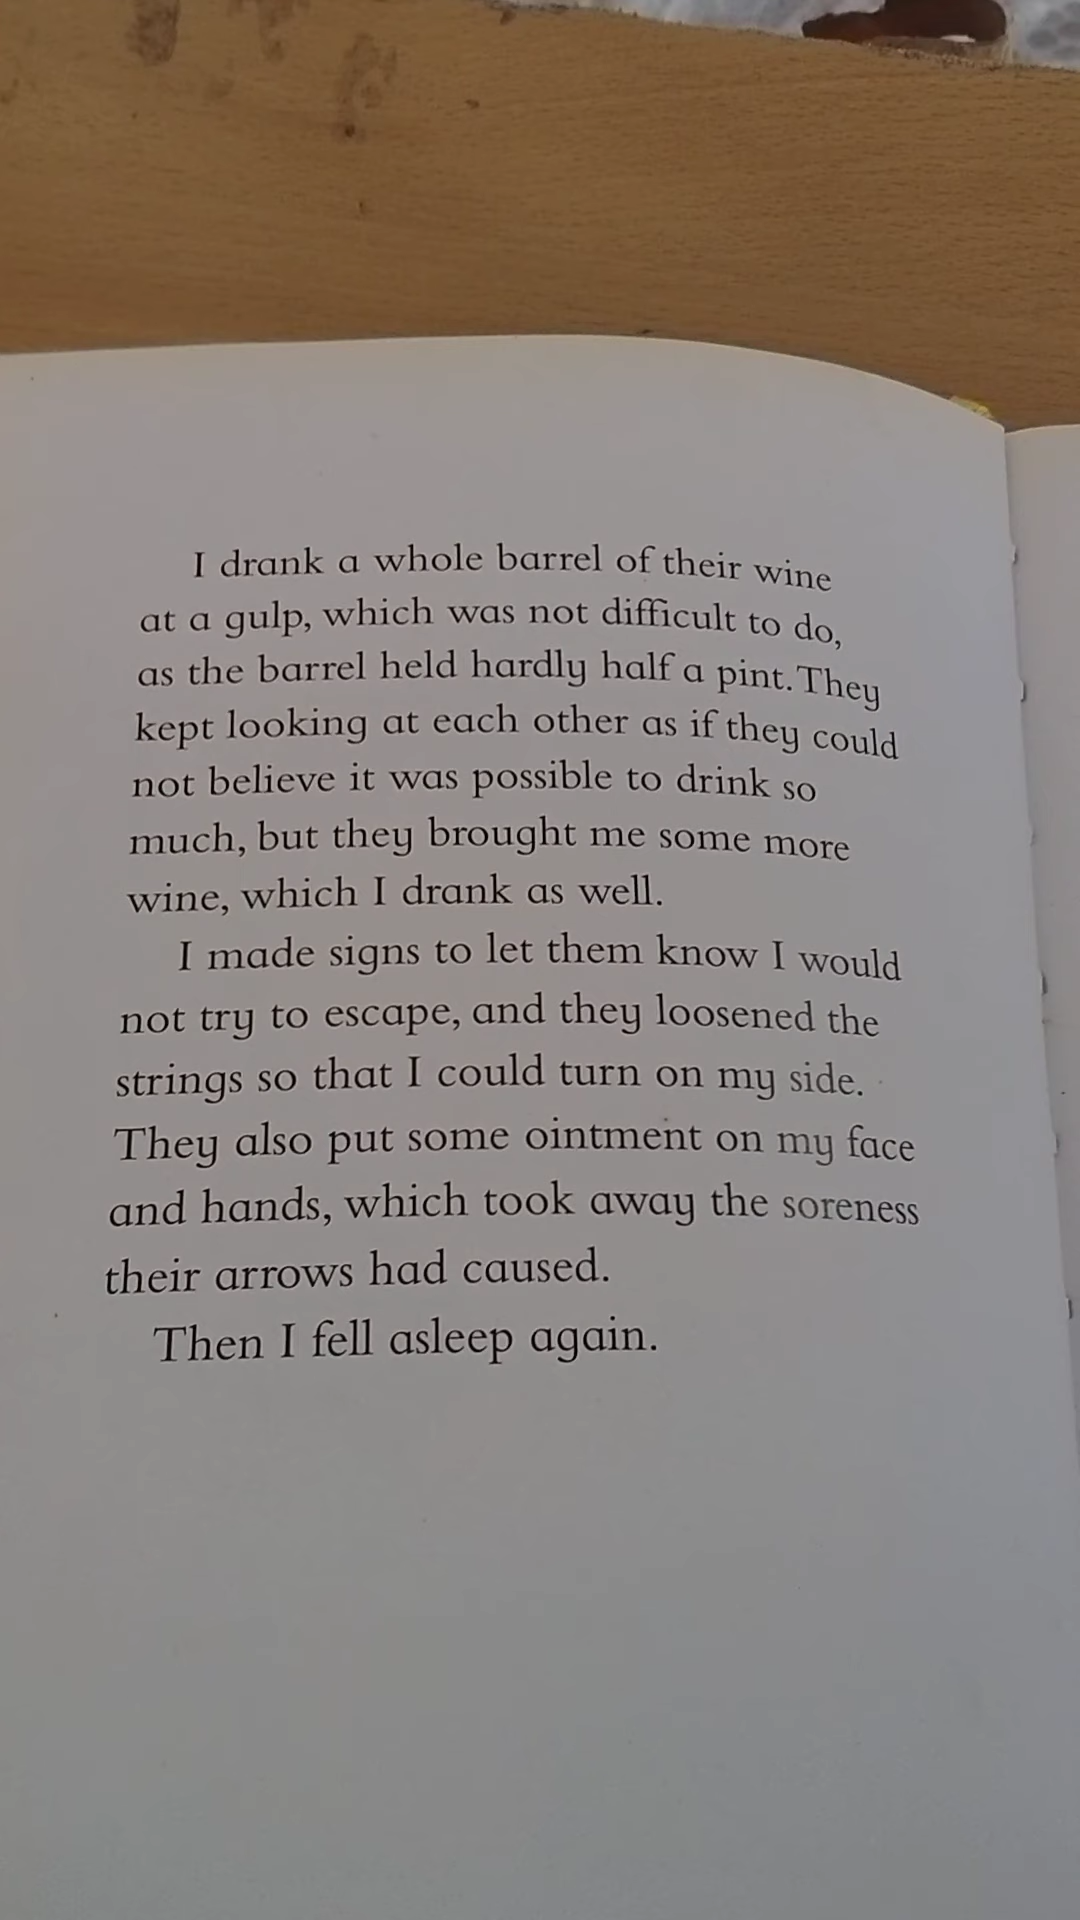 I drank a whole barrel of their wine
at a gulp, which was not difficult to do,
as the barrel held hardly half a pint. They
kept looking at each other as if they could
not believe it was possible to drink so
much, but they brought me some more
wine, which I drank as well.
I made signs to let them know I would
not try to escape, and they loosened the
strings so that I could turn on my side.
They also put some ointment on my face
and hands, which took away the soreness
their arrows had caused.
Then I fell asleep again.